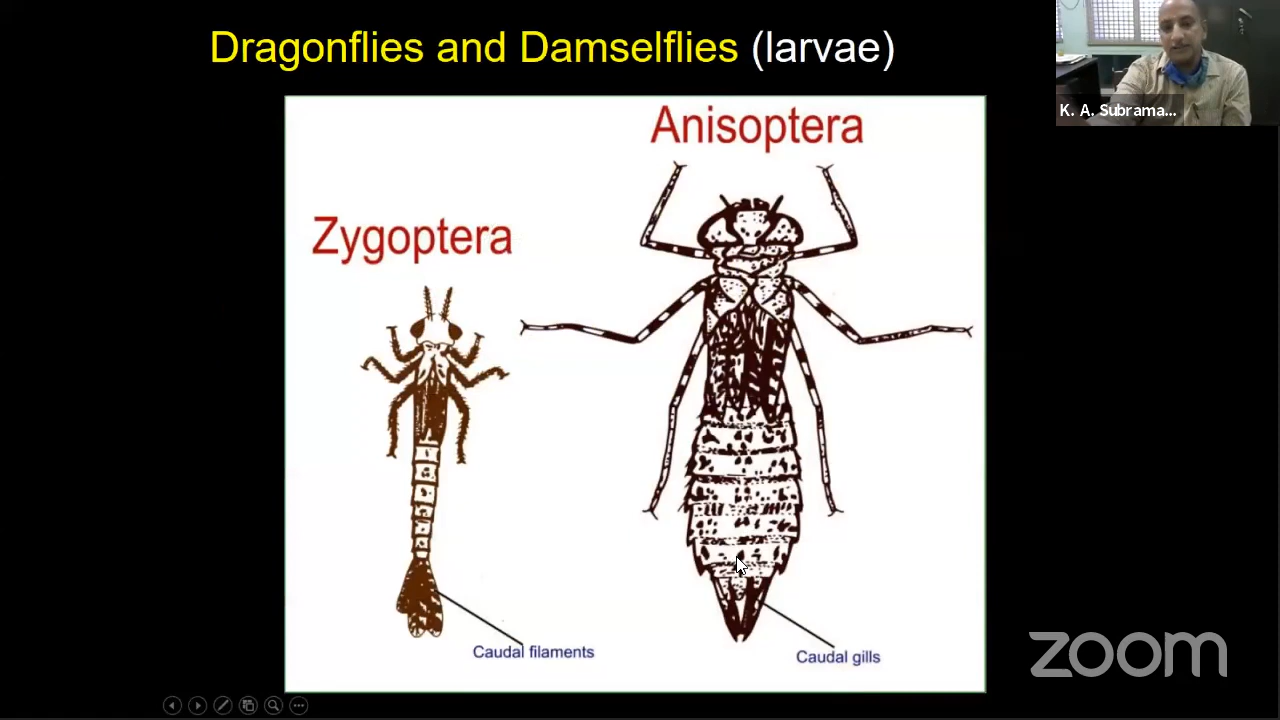 Dragonflies and Damselflies (larvae)
K. A. Subrama...
Anisoptera
Zygoptera
Caudal filaments
Caudal gills
zoom